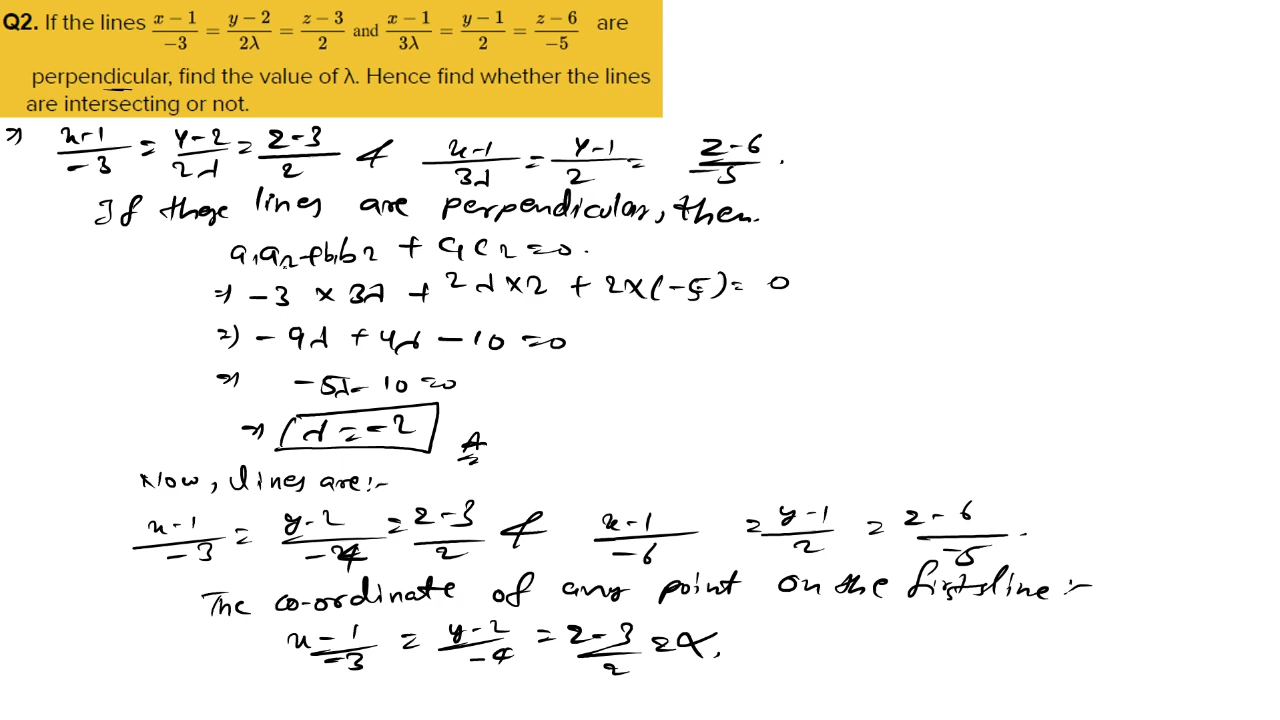 Q2. If the lines (x − 1)/−3 = (y − 2)/2λ = (z − 3)/2 and (x − 1)/3λ = (y − 1)/2 = (z − 6)/−5 are
perpendicular, find the value of λ. Hence find whether the lines
are intersecting or not.
⇒ (x−1)/−3 = (y−2)/2λ = (z−3)/2 & (x−1)/3λ = (y−1)/2 = (z−6)/−5 .
If these lines are perpendicular, then.
a₁a₂ + b₁b₂ + c₁c₂ = 0.
⇒ −3 × 3λ + 2λ × 2 + 2×(−5) = 0
⇒ − 9λ + 4λ − 10 = 0
⇒ −5λ − 10 = 0
⇒ λ = −2 A
Now, lines are:-
(x−1)/−3 = (y−2)/−4 = (z−3)/2 & (x−1)/−6 = (y−1)/2 = (z−6)/−5 .
The co-ordinate of any point on the first line :-
(x−1)/−3 = (y−2)/−4 = (z−3)/2 = α,